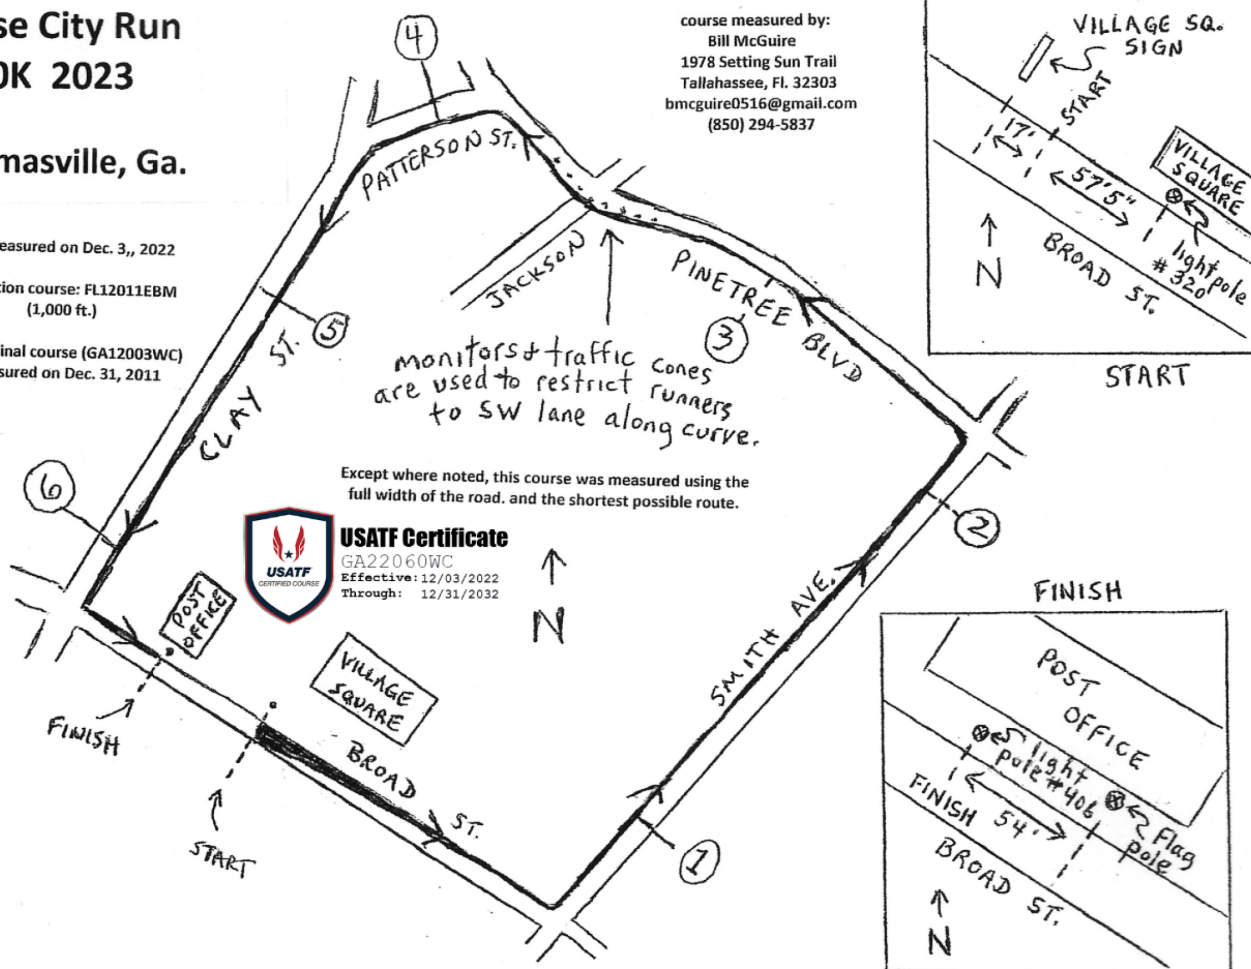 se City Run
0K 2023
masville, Ga.
easured on Dec. 3,, 2022
tion course: FL12011EBM
(1,000 ft.)
inal course (GA12003WC)
sured on Dec. 31, 2011
course measured by:
Bill McGuire
1978 Setting Sun Trail
Tallahassee, Fl. 32303
bmcguire0516@gmail.com
(850) 294-5837
4
PATTERSON ST.
JACKSON
PINETREE BLVD
3
5
CLAY ST.
monitors & traffic cones
are used to restrict runners
to SW lane along curve.
Except where noted, this course was measured using the
full width of the road. and the shortest possible route.
6
2
USATF
CERTIFIED COURSE
USATF Certificate
GA22060WC
Effective: 12/03/2022
Through: 12/31/2032
N
SMITH AVE.
POST
OFFICE
VILLAGE
SQUARE
FINISH
BROAD ST.
START
1
VILLAGE SQ.
SIGN
START
17'
57'5"
VILLAGE
SQUARE
light pole
#320
N
BROAD ST.
START
FINISH
POST
OFFICE
light
pole #406
FINISH
54'
Flag
pole
BROAD ST.
N